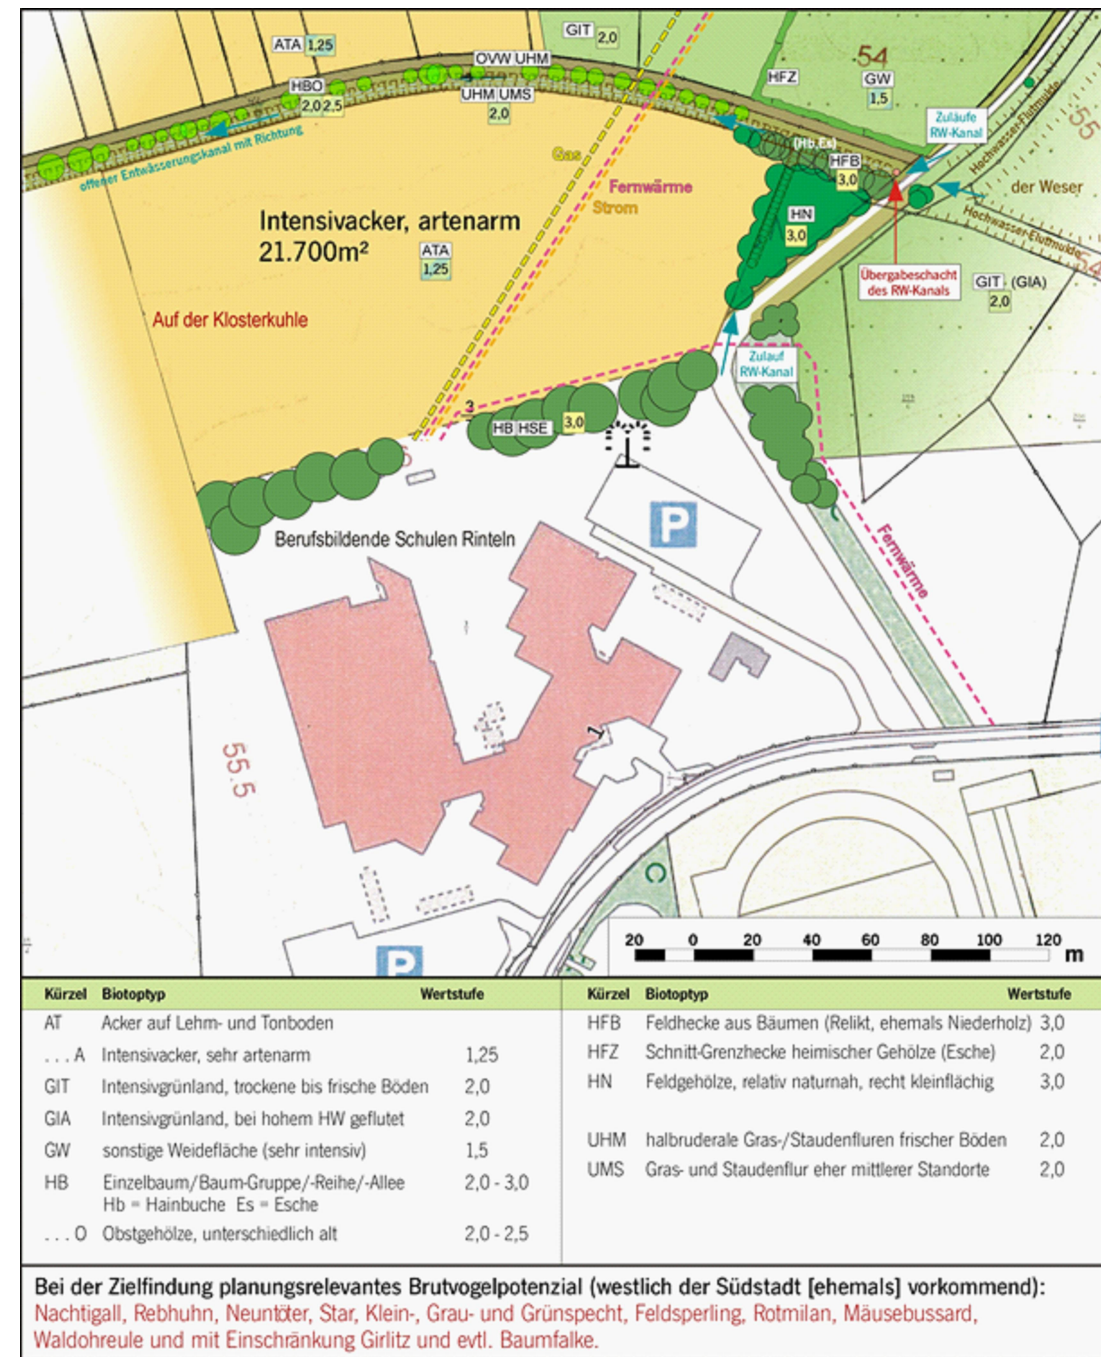 GIT 2,0
ATA 1,25
OVW UHM
HFZ
54
GW
1,5
HBO
2,0 2,5
UHM UMS
2,0
Zuläufe
RW-Kanal
55
offener Entwässerungskanal mit Richtung
Gas
(Hb,Es)
HFB
3,0
Hochwasser-Flutmulde
der Weser
Fernwärme
Strom
Intensivacker, artenarm
21.700m²
ATA
1,25
HN
3,0
Hochwasser-Flutmulde
54
Übergabeschacht
des RW-Kanals
GIT (GIA)
2,0
Auf der Klosterkuhle
Zulauf
RW-Kanal
3
HB HSE 3,0
P
Berufsbildende Schulen Rinteln
Fernwärme
1
55.5
C
P
20 0 20 40 60 80 100 120
m
Kürzel Biotoptyp Wertstufe
AT Acker auf Lehm- und Tonboden
. . . A Intensivacker, sehr artenarm 1,25
GIT Intensivgrünland, trockene bis frische Böden 2,0
GIA Intensivgrünland, bei hohem HW geflutet 2,0
GW sonstige Weidefläche (sehr intensiv) 1,5
HB Einzelbaum/Baum-Gruppe/-Reihe/-Allee 2,0 - 3,0
Hb = Hainbuche Es = Esche
. . . O Obstgehölze, unterschiedlich alt 2,0 - 2,5
Kürzel Biotoptyp Wertstufe
HFB Feldhecke aus Bäumen (Relikt, ehemals Niederholz) 3,0
HFZ Schnitt-Grenzhecke heimischer Gehölze (Esche) 2,0
HN Feldgehölze, relativ naturnah, recht kleinflächig 3,0
UHM halbruderale Gras-/Staudenfluren frischer Böden 2,0
UMS Gras- und Staudenflur eher mittlerer Standorte 2,0
Bei der Zielfindung planungsrelevantes Brutvogelpotenzial (westlich der Südstadt [ehemals] vorkommend):
Nachtigall, Rebhuhn, Neuntöter, Star, Klein-, Grau- und Grünspecht, Feldsperling, Rotmilan, Mäusebussard,
Waldohreule und mit Einschränkung Girlitz und evtl. Baumfalke.